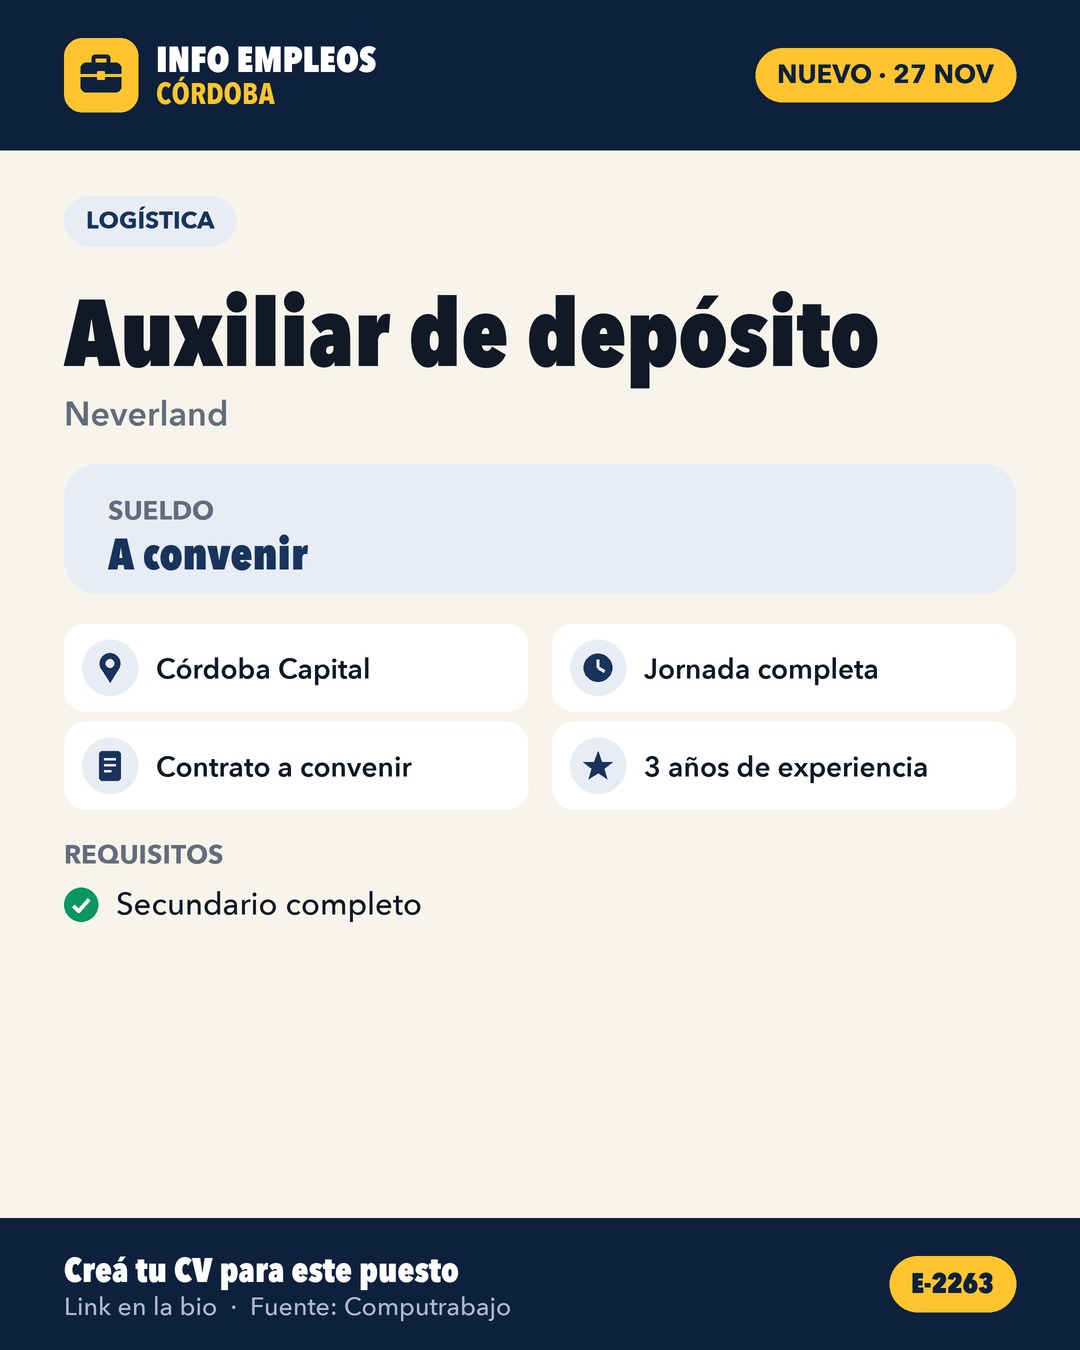 INFO EMPLEOS
CÓRDOBA
NUEVO · 27 NOV
LOGÍSTICA
Auxiliar de depósito
Neverland
SUELDO
A convenir
Córdoba Capital
Jornada completa
Contrato a convenir
3 años de experiencia
REQUISITOS
Secundario completo
Creá tu CV para este puesto
Link en la bio · Fuente: Computrabajo
E-2263